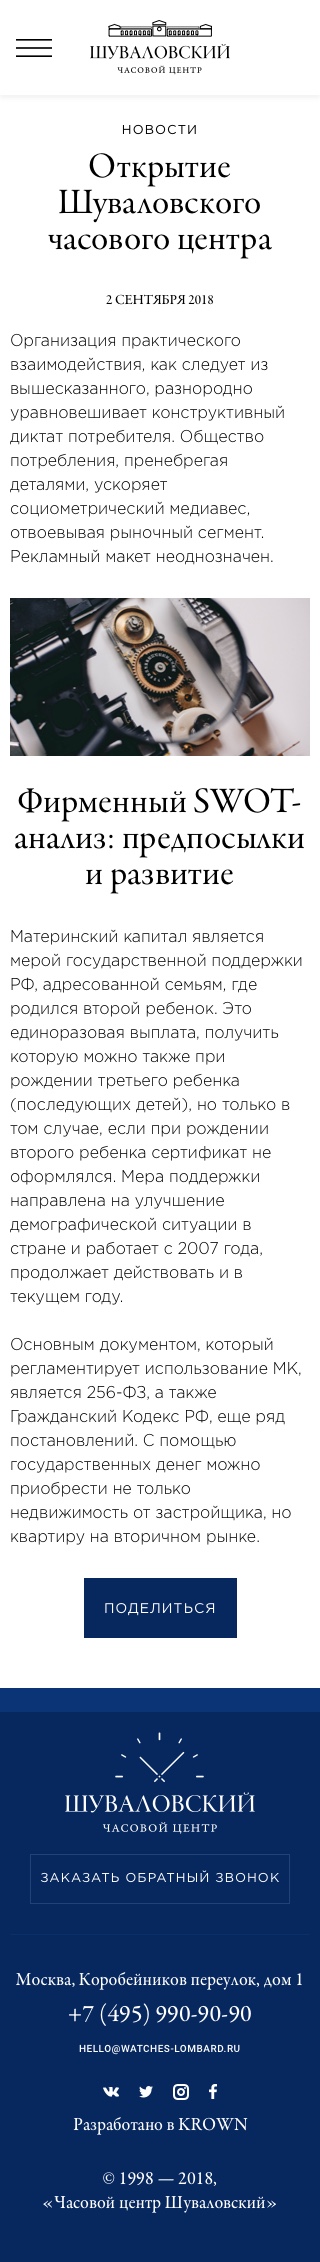 ШУВАЛОВСКИЙ
ЧАСОВОЙ ЦЕНТР
НОВОСТИ
Открытие
Шуваловского
часового центра
2 СЕНТЯБРЯ 2018
Организация практического
взаимодействия, как следует из
вышесказанного, разнородно
уравновешивает конструктивный
диктат потребителя. Общество
потребления, пренебрегая
деталями, ускоряет
социометрический медиавес,
отвоевывая рыночный сегмент.
Рекламный макет неоднозначен.
Фирменный SWOT-
анализ: предпосылки
и развитие
Материнский капитал является
мерой государственной поддержки
РФ, адресованной семьям, где
родился второй ребенок. Это
единоразовая выплата, получить
которую можно также при
рождении третьего ребенка
(последующих детей), но только в
том случае, если при рождении
второго ребенка сертификат не
оформлялся. Мера поддержки
направлена на улучшение
демографической ситуации в
стране и работает с 2007 года,
продолжает действовать и в
текущем году.
Основным документом, который
регламентирует использование МК,
является 256-ФЗ, а также
Гражданский Кодекс РФ, еще ряд
постановлений. С помощью
государственных денег можно
приобрести не только
недвижимость от застройщика, но
квартиру на вторичном рынке.
ПОДЕЛИТЬСЯ
ШУВАЛОВСКИЙ
ЧАСОВОЙ ЦЕНТР
ЗАКАЗАТЬ ОБРАТНЫЙ ЗВОНОК
Москва, Коробейников переулок, дом 1
+7 (495) 990-90-90
HELLO@WATCHES-LOMBARD.RU
Разработано в KROWN
© 1998 — 2018,
«Часовой центр Шуваловский»